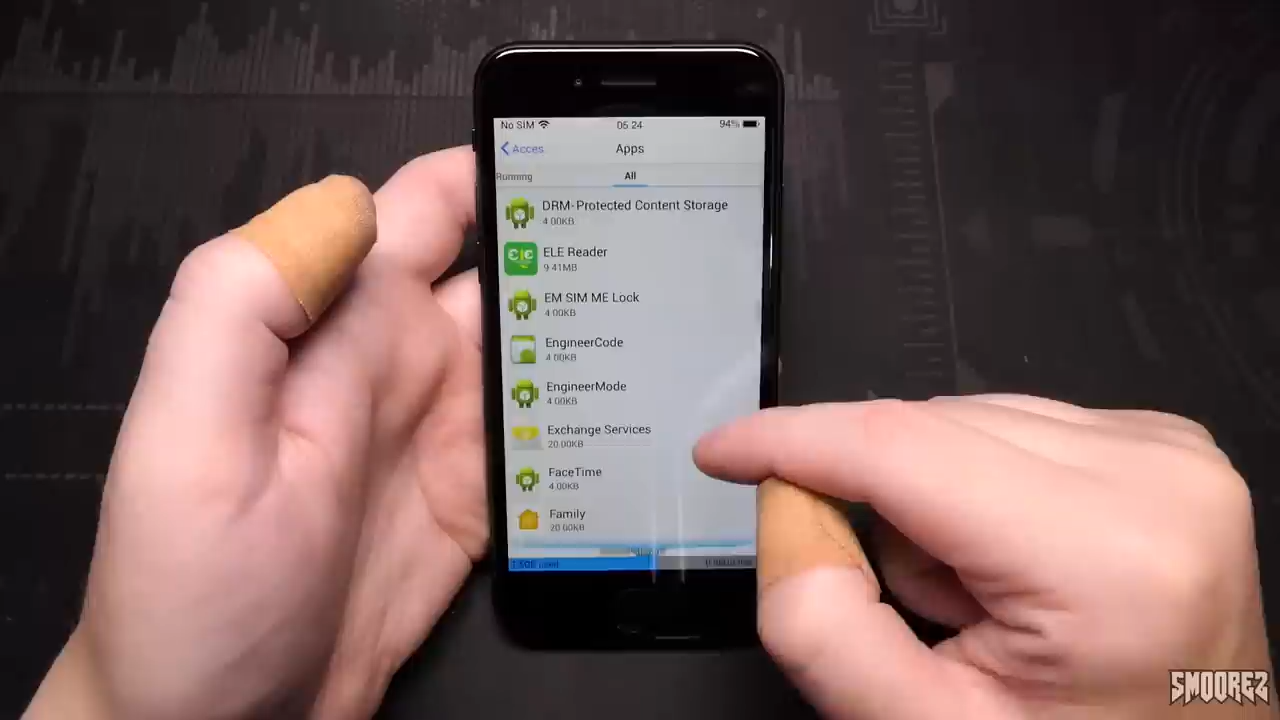 No SIM 05 24 94%
Acces Apps
Running All
DRM-Protected Content Storage
4.00KB
ELE Reader
9.41MB
EM SIM ME Lock
4.00KB
EngineerCode
4.00KB
EngineerMode
4.00KB
Exchange Services
20.00KB
FaceTime
4.00KB
Family
20.00KB
used
SMOOREZ